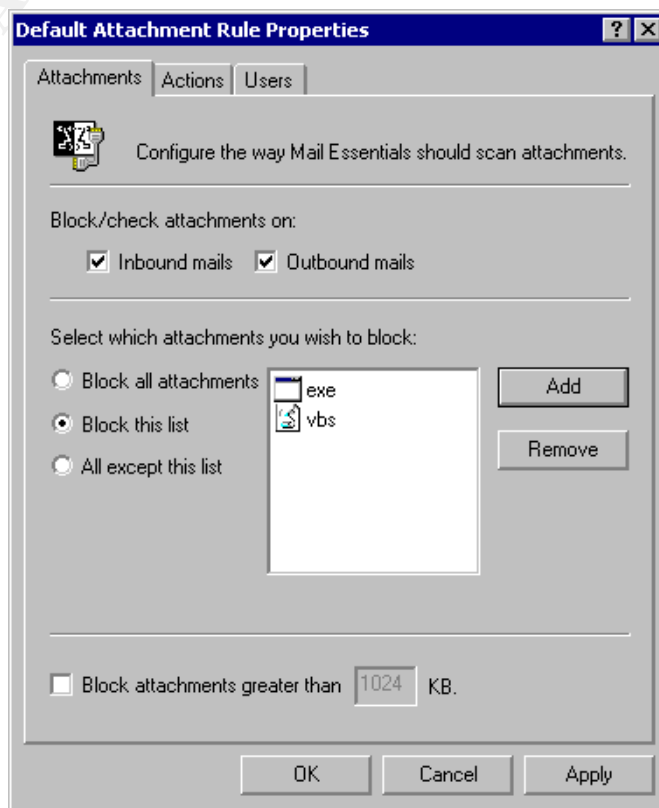 Default Attachment Rule Properties
Attachments Actions Users
Configure the way Mail Essentials should scan attachments.
Block/check attachments on:
Inbound mails Outbound mails
Select which attachments you wish to block:
Block all attachments
Block this list
All except this list
exe
vbs
Add
Remove
Block attachments greater than 1024 KB.
OK Cancel Apply